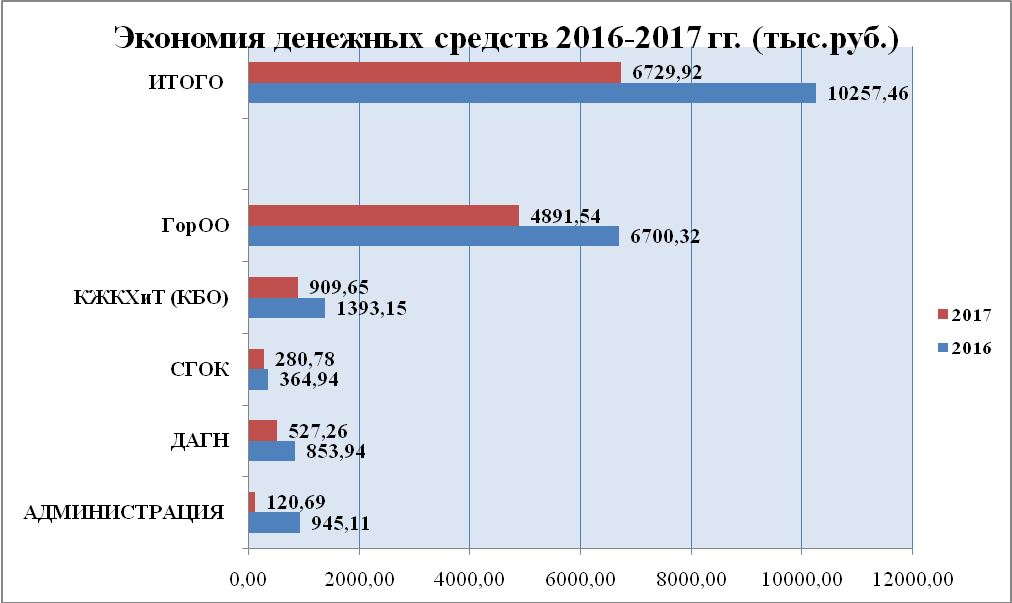 Экономия денежных средств 2016-2017 гг. (тыс.руб.)
ИТОГО
6729,92
10257,46
ГорОО
4891,54
6700,32
КЖКХиТ (КБО)
909,65
1393,15
СГОК
280,78
364,94
ДАГН
527,26
853,94
АДМИНИСТРАЦИЯ
120,69
945,11
2017
2016
0,00 2000,00 4000,00 6000,00 8000,00 10000,00 12000,00